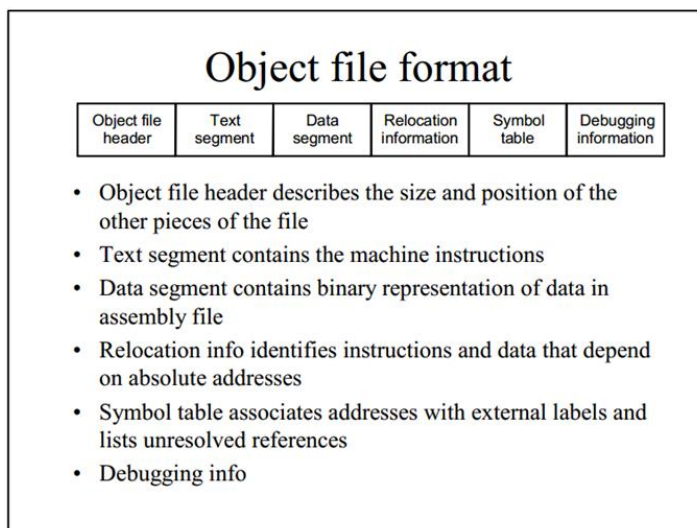 Object file format
Object file header
Text segment
Data segment
Relocation information
Symbol table
Debugging information
• Object file header describes the size and position of the
other pieces of the file
• Text segment contains the machine instructions
• Data segment contains binary representation of data in
assembly file
• Relocation info identifies instructions and data that depend
on absolute addresses
• Symbol table associates addresses with external labels and
lists unresolved references
• Debugging info